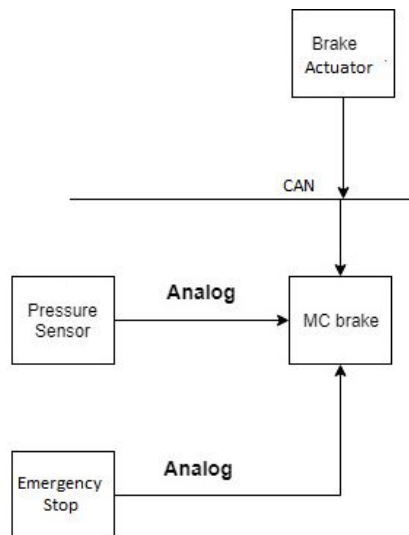 Brake
Actuator
CAN
Analog
Pressure
Sensor
MC brake
Analog
Emergency
Stop